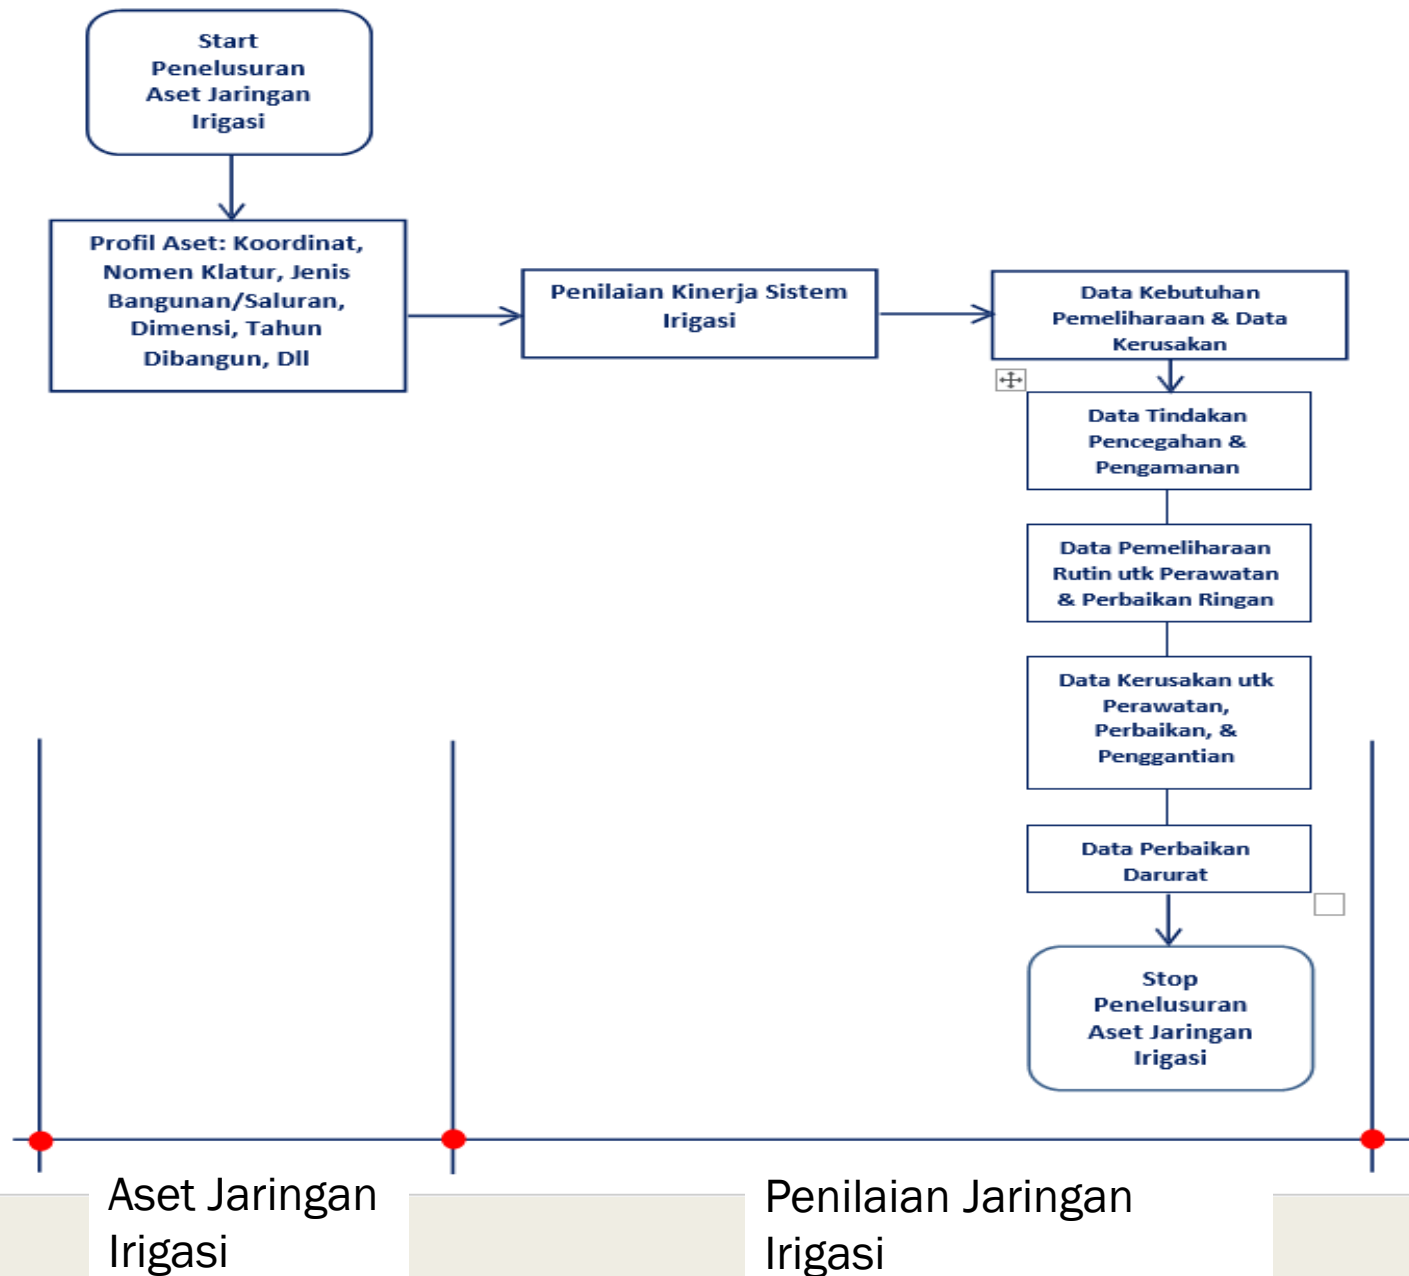 Start
Penelusuran
Aset Jaringan
Irigasi
Profil Aset: Koordinat,
Nomen Klatur, Jenis
Bangunan/Saluran,
Dimensi, Tahun
Dibangun, Dll
Penilaian Kinerja Sistem
Irigasi
Data Kebutuhan
Pemeliharaan & Data
Kerusakan
Data Tindakan
Pencegahan &
Pengamanan
Data Pemeliharaan
Rutin utk Perawatan
& Perbaikan Ringan
Data Kerusakan utk
Perawatan,
Perbaikan, &
Penggantian
Data Perbaikan
Darurat
Stop
Penelusuran
Aset Jaringan
Irigasi
Aset Jaringan
Irigasi
Penilaian Jaringan
Irigasi